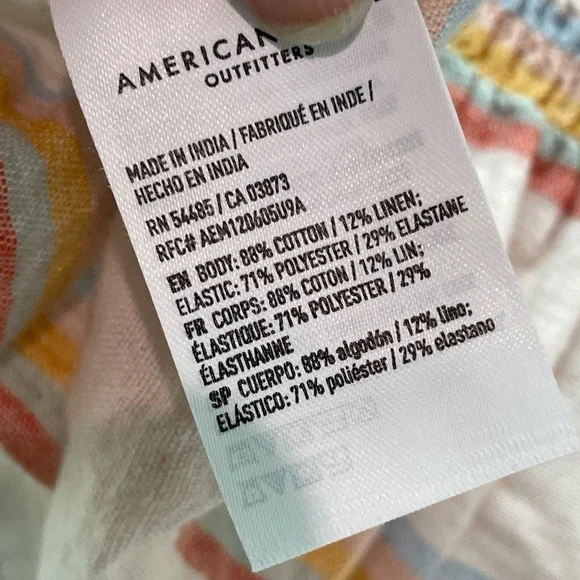 AMERICAN
OUTFITTERS
MADE IN INDIA / FABRIQUÉ EN INDE /
HECHO EN INDIA
RN 54485 / CA 03873
RFC# AEM120605U9A
EN BODY: 88% COTTON / 12% LINEN;
ELASTIC: 71% POLYESTER / 29% ELASTANE
FR CORPS: 88% COTON / 12% LIN;
ÉLASTIQUE: 71% POLYESTER / 29%
ÉLASTHANNE
SP CUERPO: 88% algodón / 12% lino;
ELÁSTICO: 71% poliéster / 29% elastano